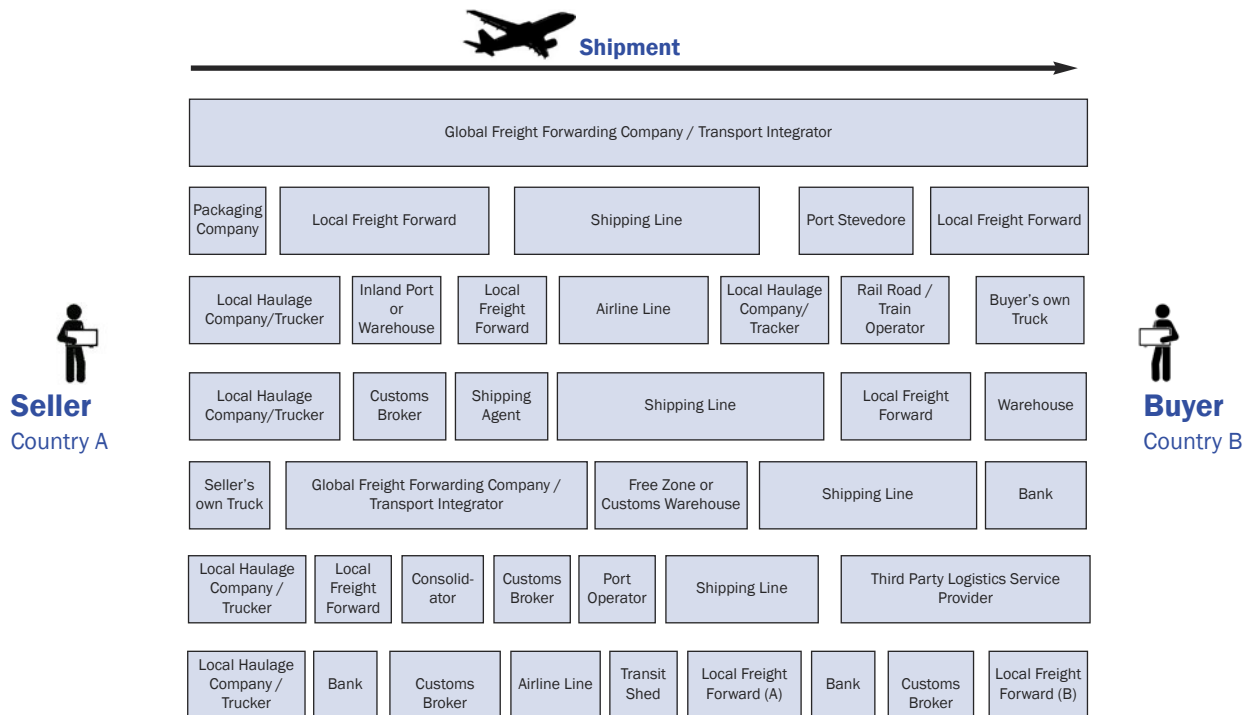 Shipment
Global Freight Forwarding Company / Transport Integrator
Packaging
Company
Local Freight Forward
Shipping Line
Port Stevedore
Local Freight Forward
Local Haulage
Company/Trucker
Inland Port
or
Warehouse
Local
Freight
Forward
Airline Line
Local Haulage
Company/
Tracker
Rail Road /
Train
Operator
Buyer's own
Truck
Seller
Country A
Buyer
Country B
Local Haulage
Company/Trucker
Customs
Broker
Shipping
Agent
Shipping Line
Local Freight
Forward
Warehouse
Seller's
own Truck
Global Freight Forwarding Company /
Transport Integrator
Free Zone or
Customs Warehouse
Shipping Line
Bank
Local Haulage
Company /
Trucker
Local
Freight
Forward
Consolid-
ator
Customs
Broker
Port
Operator
Shipping Line
Third Party Logistics Service
Provider
Local Haulage
Company /
Trucker
Bank
Customs
Broker
Airline Line
Transit
Shed
Local Freight
Forward (A)
Bank
Customs
Broker
Local Freight
Forward (B)